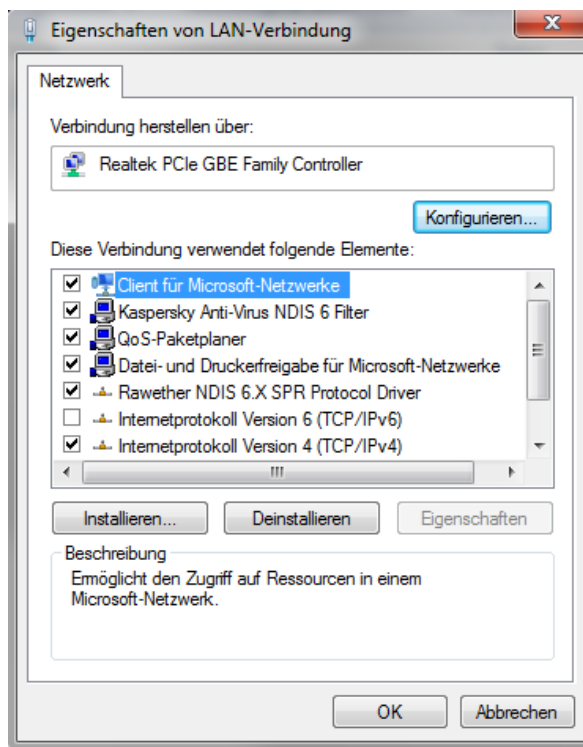 Eigenschaften von LAN-Verbindung
Netzwerk
Verbindung herstellen über:
Realtek PCIe GBE Family Controller
Konfigurieren...
Diese Verbindung verwendet folgende Elemente:
Client für Microsoft-Netzwerke
Kaspersky Anti-Virus NDIS 6 Filter
QoS-Paketplaner
Datei- und Druckerfreigabe für Microsoft-Netzwerke
Rawether NDIS 6.X SPR Protocol Driver
Internetprotokoll Version 6 (TCP/IPv6)
Internetprotokoll Version 4 (TCP/IPv4)
Installieren... Deinstallieren Eigenschaften
Beschreibung
Ermöglicht den Zugriff auf Ressourcen in einem
Microsoft-Netzwerk.
OK Abbrechen